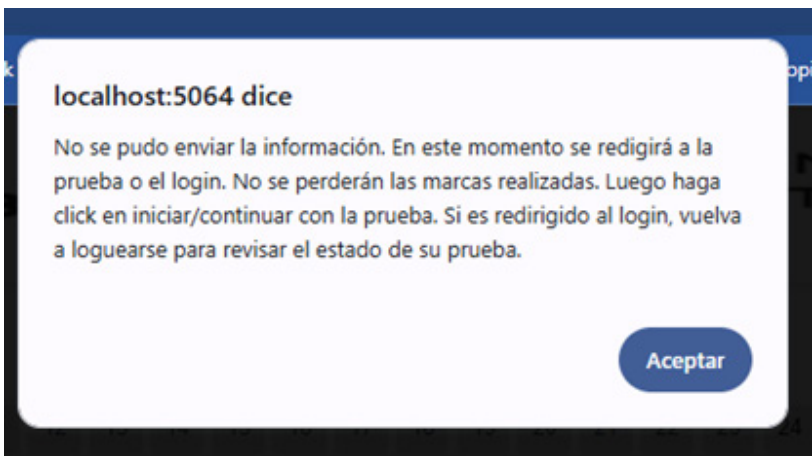 localhost:5064 dice
No se pudo enviar la información. En este momento se redigirá a la
prueba o el login. No se perderán las marcas realizadas. Luego haga
click en iniciar/continuar con la prueba. Si es redirigido al login, vuelva
a loguearse para revisar el estado de su prueba.
Aceptar
24